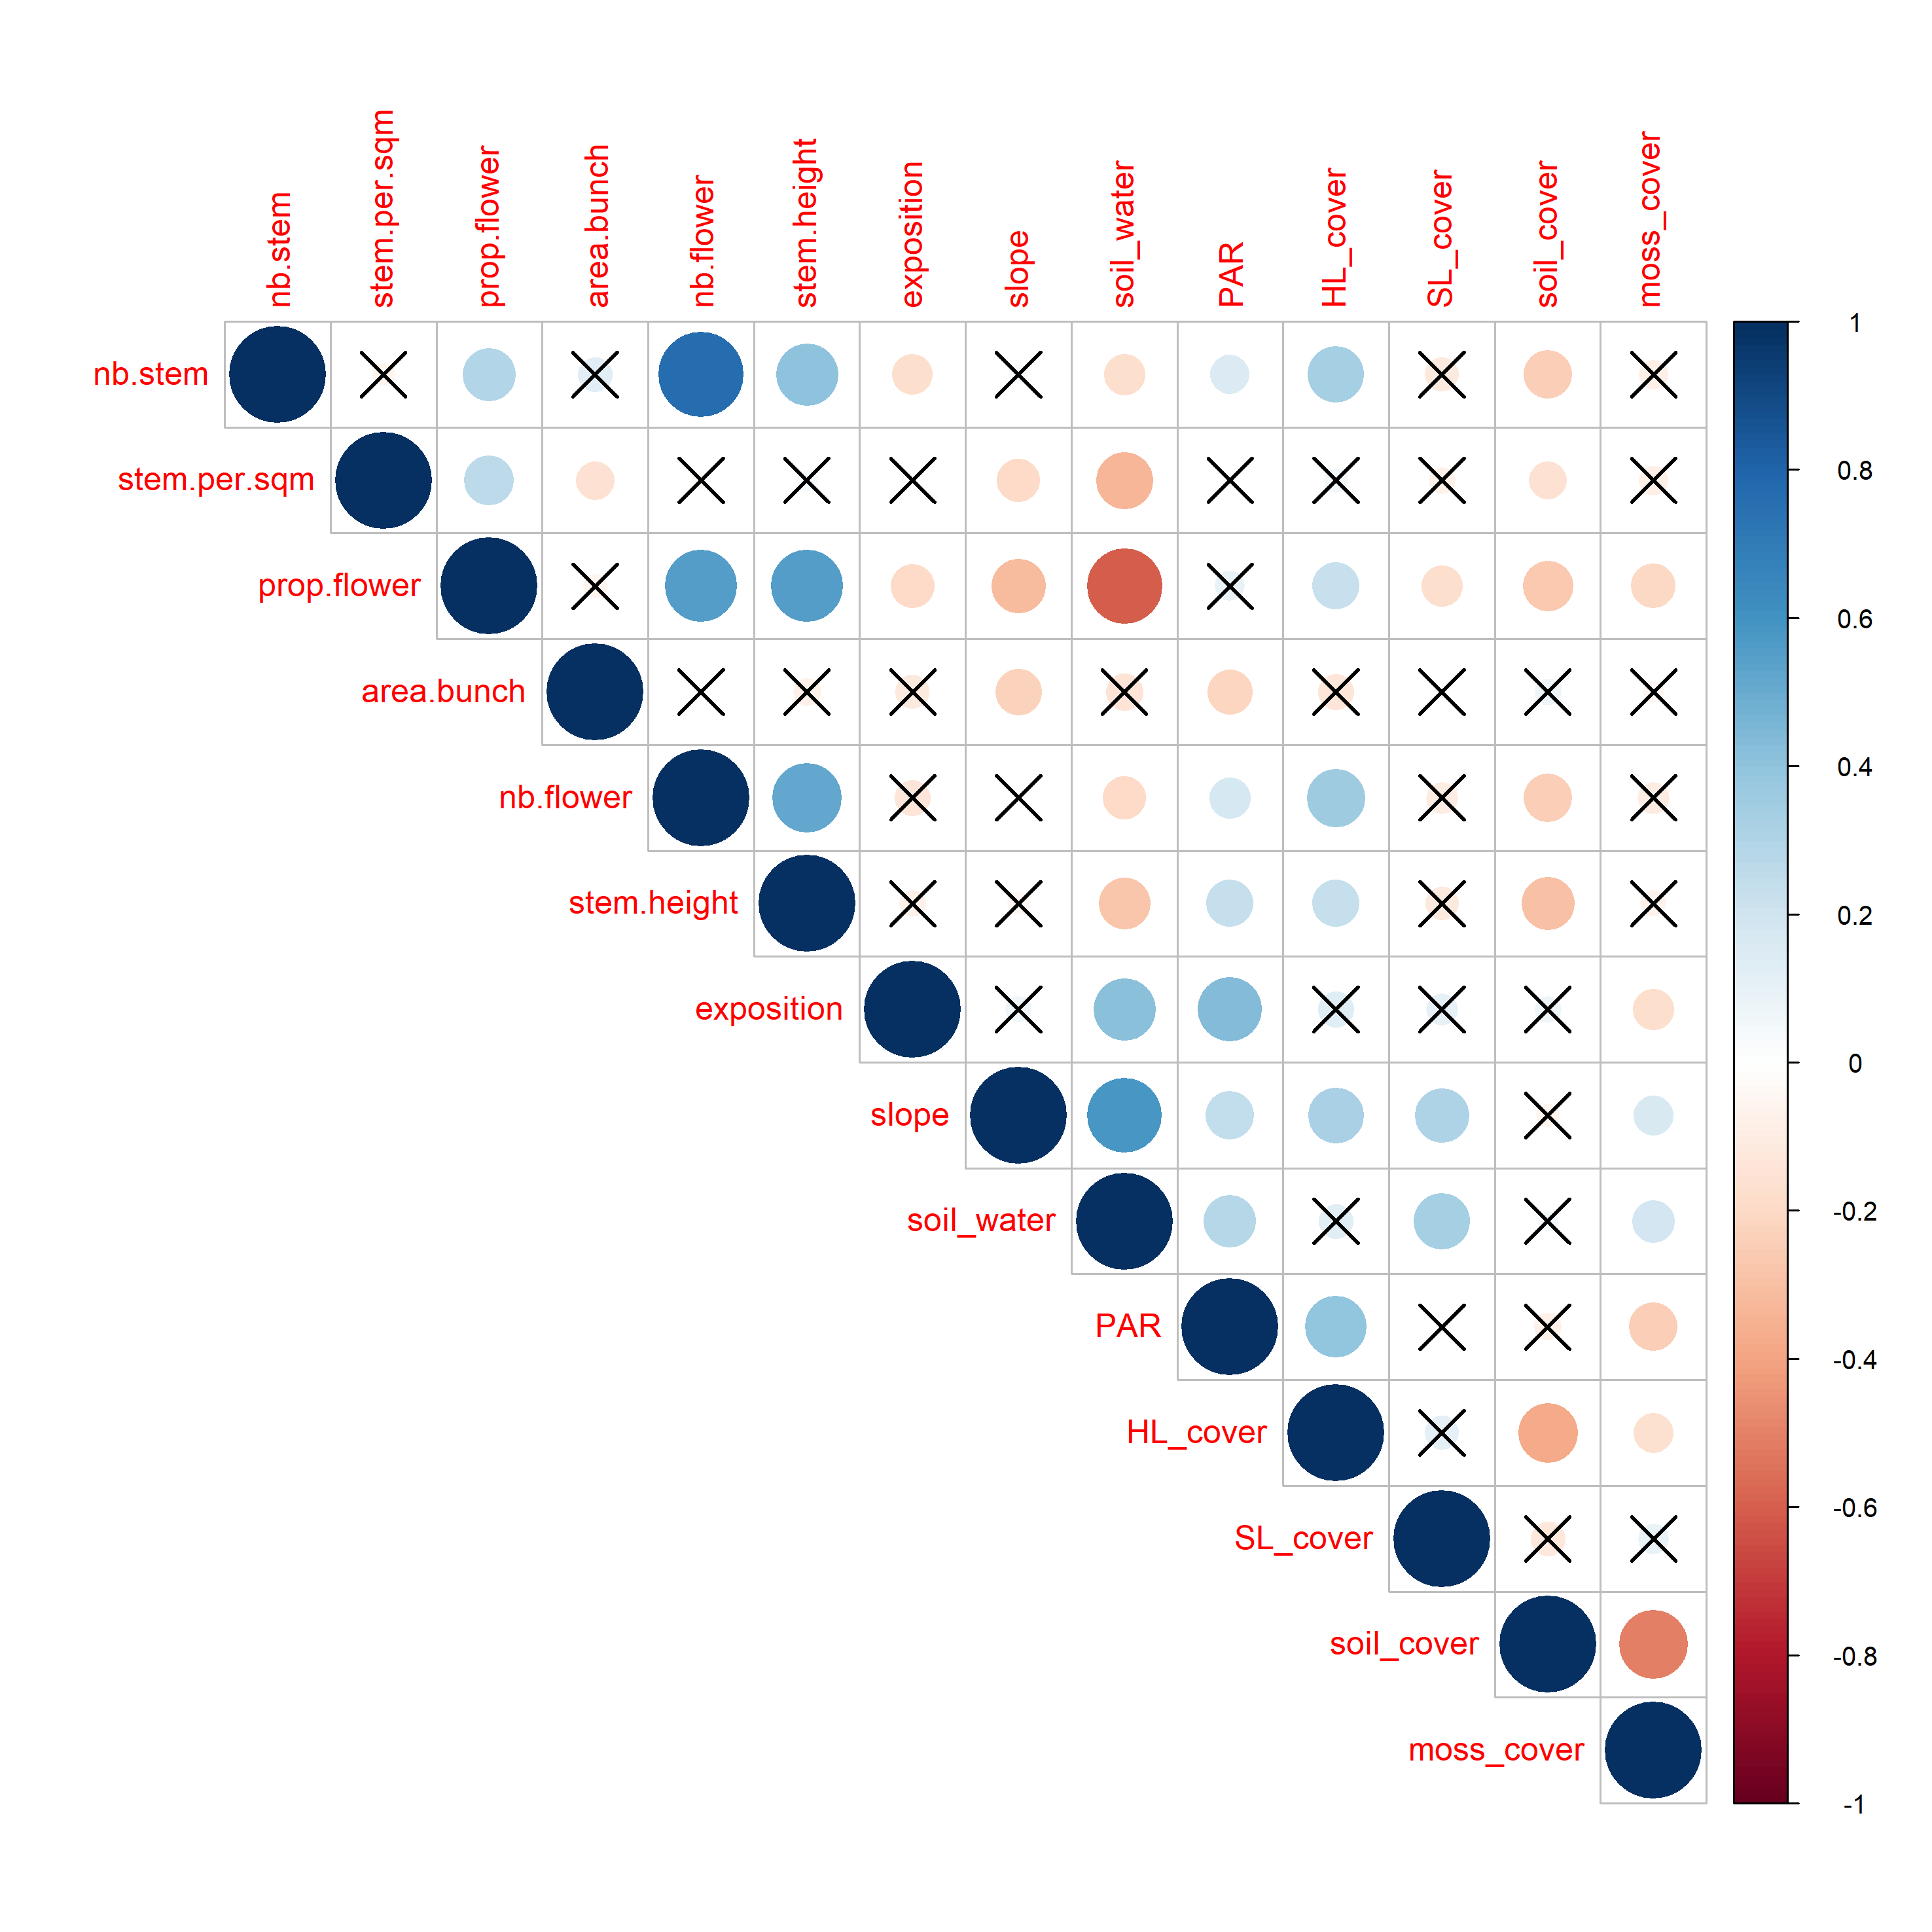 nb.stem
stem.per.sqm
prop.flower
area.bunch
nb.flower
stem.height
exposition
slope
soil_water
PAR
HL_cover
SL_cover
soil_cover
moss_cover
nb.stem
stem.per.sqm
prop.flower
area.bunch
nb.flower
stem.height
exposition
slope
soil_water
PAR
HL_cover
SL_cover
soil_cover
moss_cover
1
0.8
0.6
0.4
0.2
0
-0.2
-0.4
-0.6
-0.8
-1